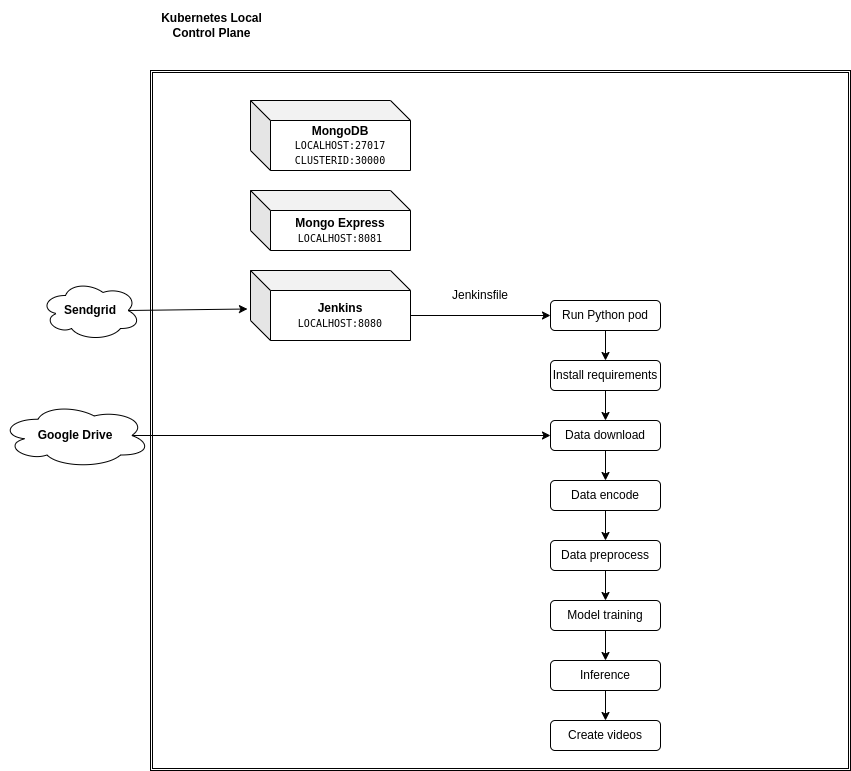 Kubernetes Local
Control Plane
MongoDB
LOCALHOST:27017
CLUSTERID:30000
Mongo Express
LOCALHOST:8081
Sendgrid
Jenkins
LOCALHOST:8080
Jenkinsfile
Run Python pod
Install requirements
Google Drive
Data download
Data encode
Data preprocess
Model training
Inference
Create videos